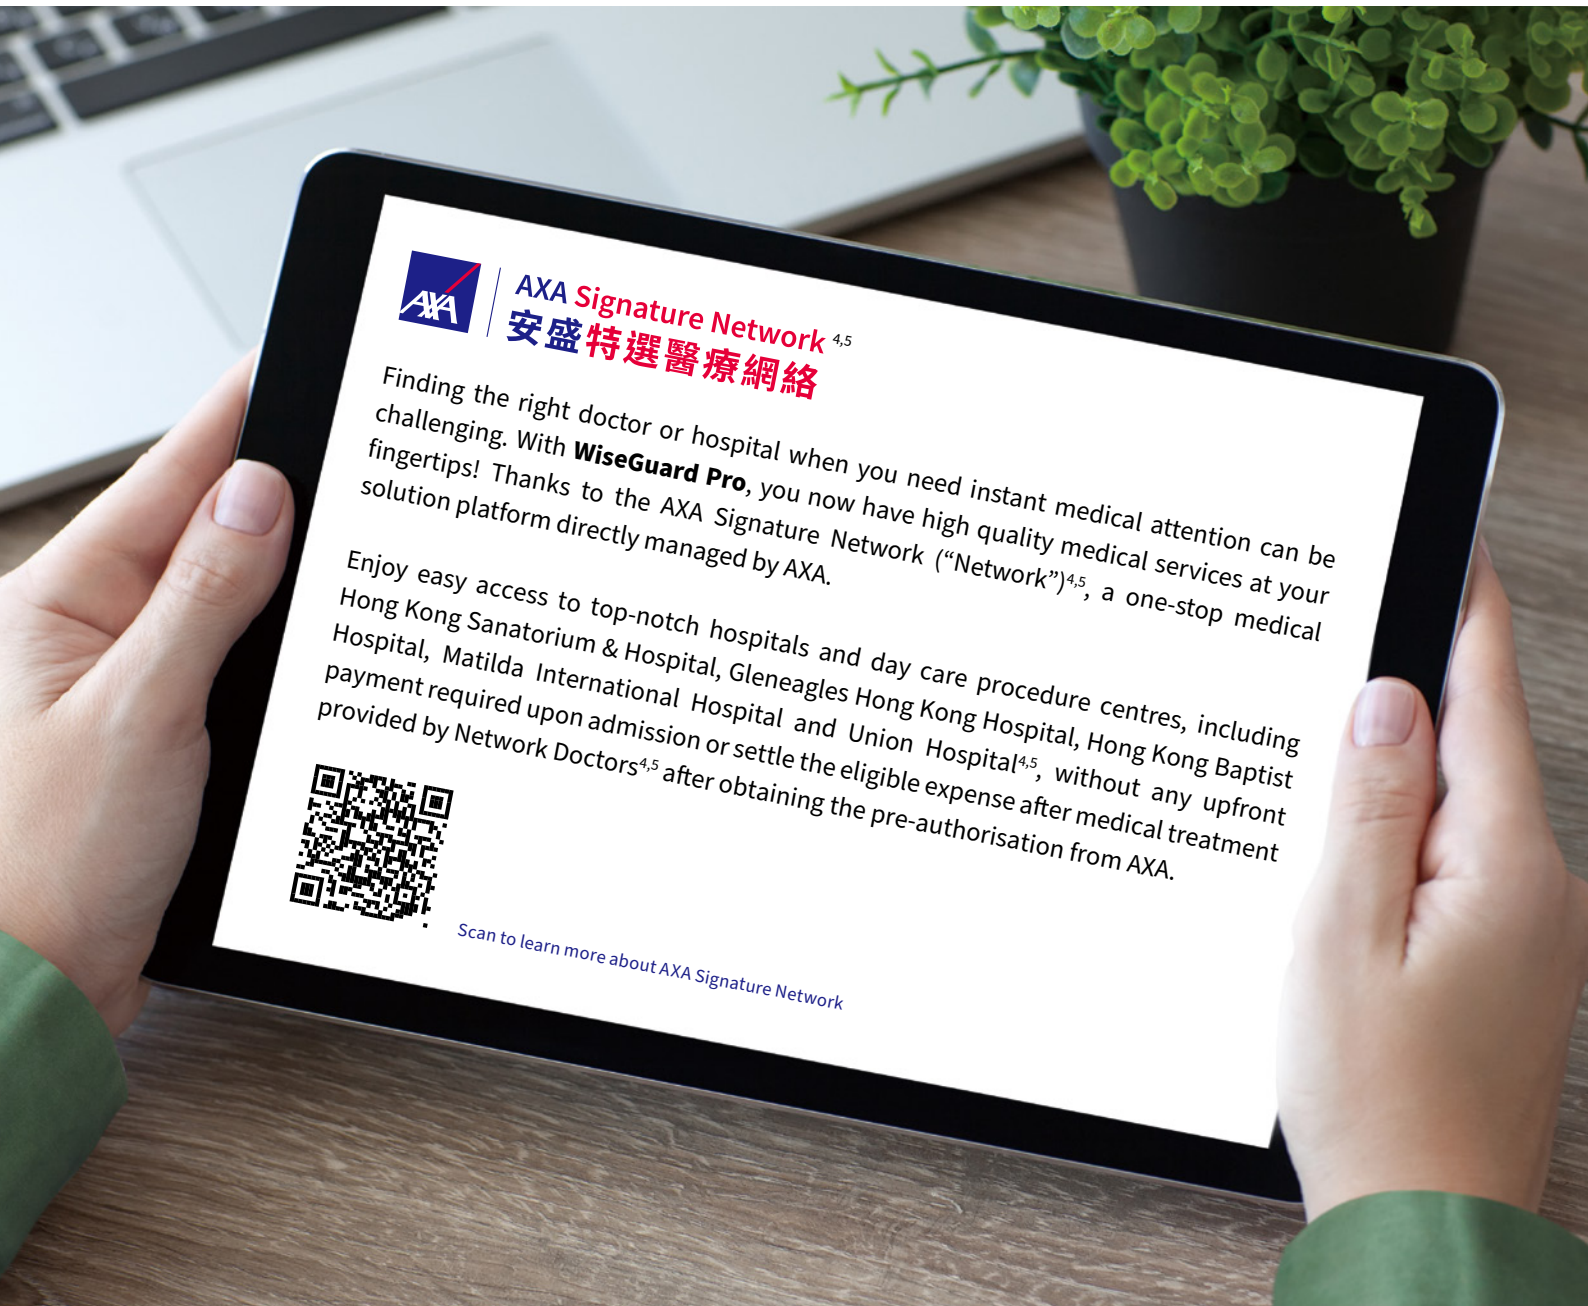 AXA
AXA Signature Network 4,5
安盛特選醫療網絡
Finding the right doctor or hospital when you need instant medical attention can be
challenging. With WiseGuard Pro, you now have high quality medical services at your
fingertips! Thanks to the AXA Signature Network (“Network”)4,5, a one-stop medical
solution platform directly managed by AXA.
Enjoy easy access to top-notch hospitals and day care procedure centres, including
Hong Kong Sanatorium & Hospital, Gleneagles Hong Kong Hospital, Hong Kong Baptist
Hospital, Matilda International Hospital and Union Hospital4,5, without any upfront
payment required upon admission or settle the eligible expense after medical treatment
provided by Network Doctors4,5 after obtaining the pre-authorisation from AXA.
Scan to learn more about AXA Signature Network